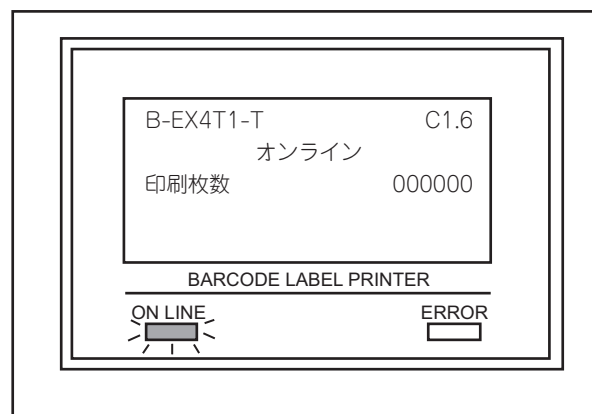 B-EX4T1-T C1.6
オンライン
印刷枚数 000000
BARCODE LABEL PRINTER
ON LINE ERROR